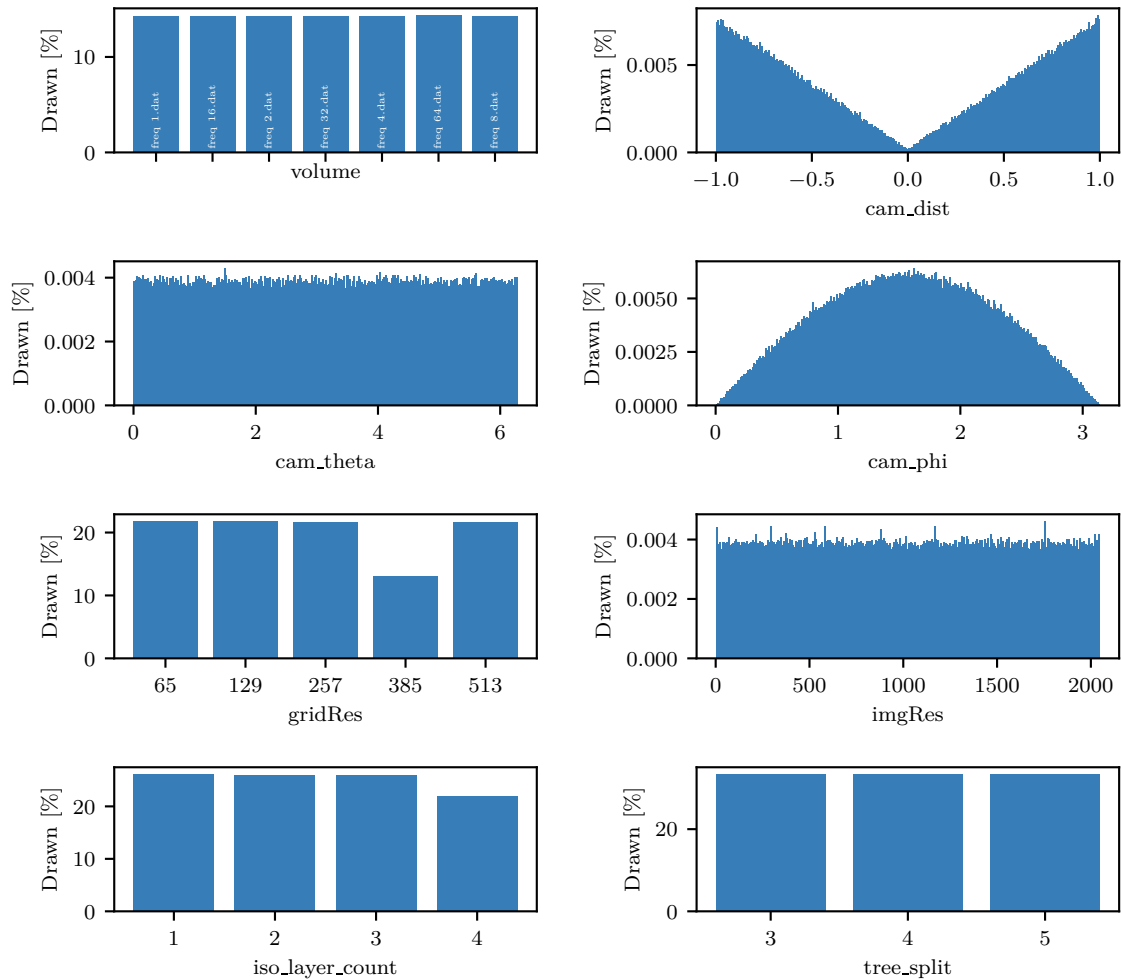 Drawn [%]
10
0
freq 1.dat
freq 16.dat
freq 2.dat
freq 32.dat
freq 4.dat
freq 64.dat
freq 8.dat
volume
Drawn [%]
0.005
0.000
−1.0 −0.5 0.0 0.5 1.0
cam_dist
Drawn [%]
0.004
0.002
0.000
0 2 4 6
cam_theta
Drawn [%]
0.0050
0.0025
0.0000
0 1 2 3
cam_phi
Drawn [%]
20
10
0
65 129 257 385 513
gridRes
Drawn [%]
0.004
0.002
0.000
0 500 1000 1500 2000
imgRes
Drawn [%]
20
10
0
1 2 3 4
iso_layer_count
Drawn [%]
20
0
3 4 5
tree_split